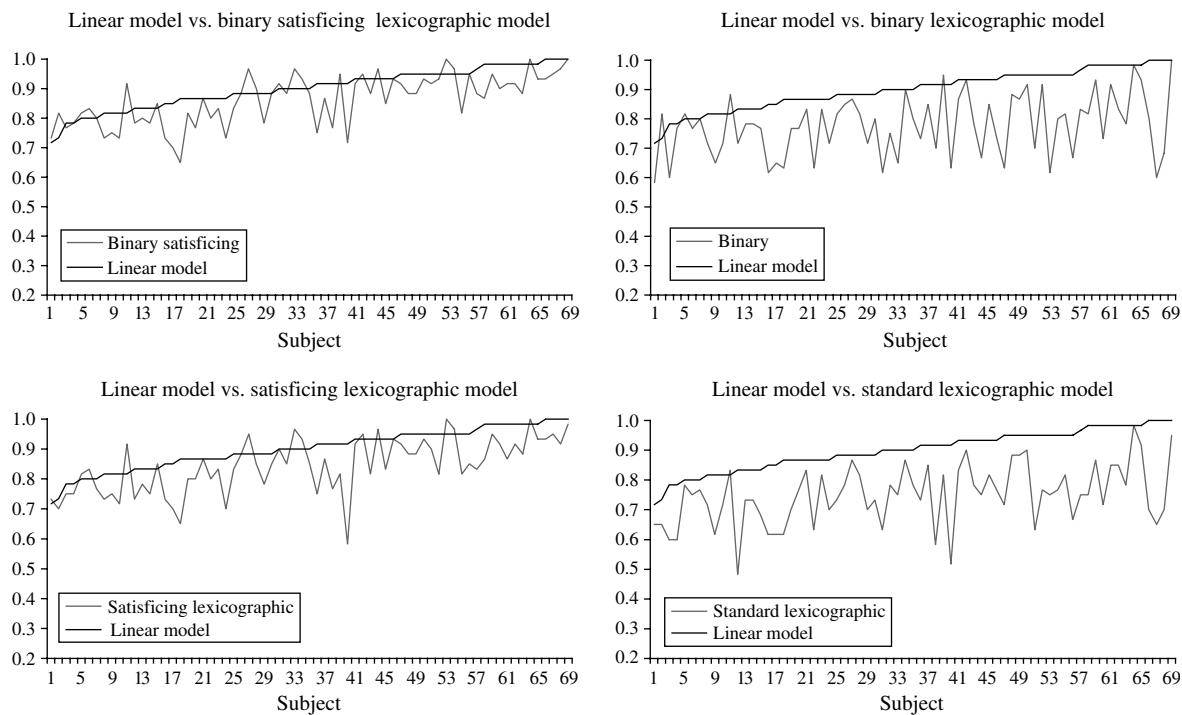 Linear model vs. binary satisficing lexicographic model
1.0
0.9
0.8
0.7
0.6
0.5
0.4
0.3
0.2
Binary satisficing
Linear model
1 5 9 13 17 21 25 29 33 37 41 45 49 53 57 61 65 69
Subject
Linear model vs. binary lexicographic model
1.0
0.9
0.8
0.7
0.6
0.5
0.4
0.3
0.2
Binary
Linear model
1 5 9 13 17 21 25 29 33 37 41 45 49 53 57 61 65 69
Subject
Linear model vs. satisficing lexicographic model
1.0
0.9
0.8
0.7
0.6
0.5
0.4
0.3
0.2
Satisficing lexicographic
Linear model
1 5 9 13 17 21 25 29 33 37 41 45 49 53 57 61 65 69
Subject
Linear model vs. standard lexicographic model
1.0
0.9
0.8
0.7
0.6
0.5
0.4
0.3
0.2
Standard lexicographic
Linear model
1 5 9 13 17 21 25 29 33 37 41 45 49 53 57 61 65 69
Subject